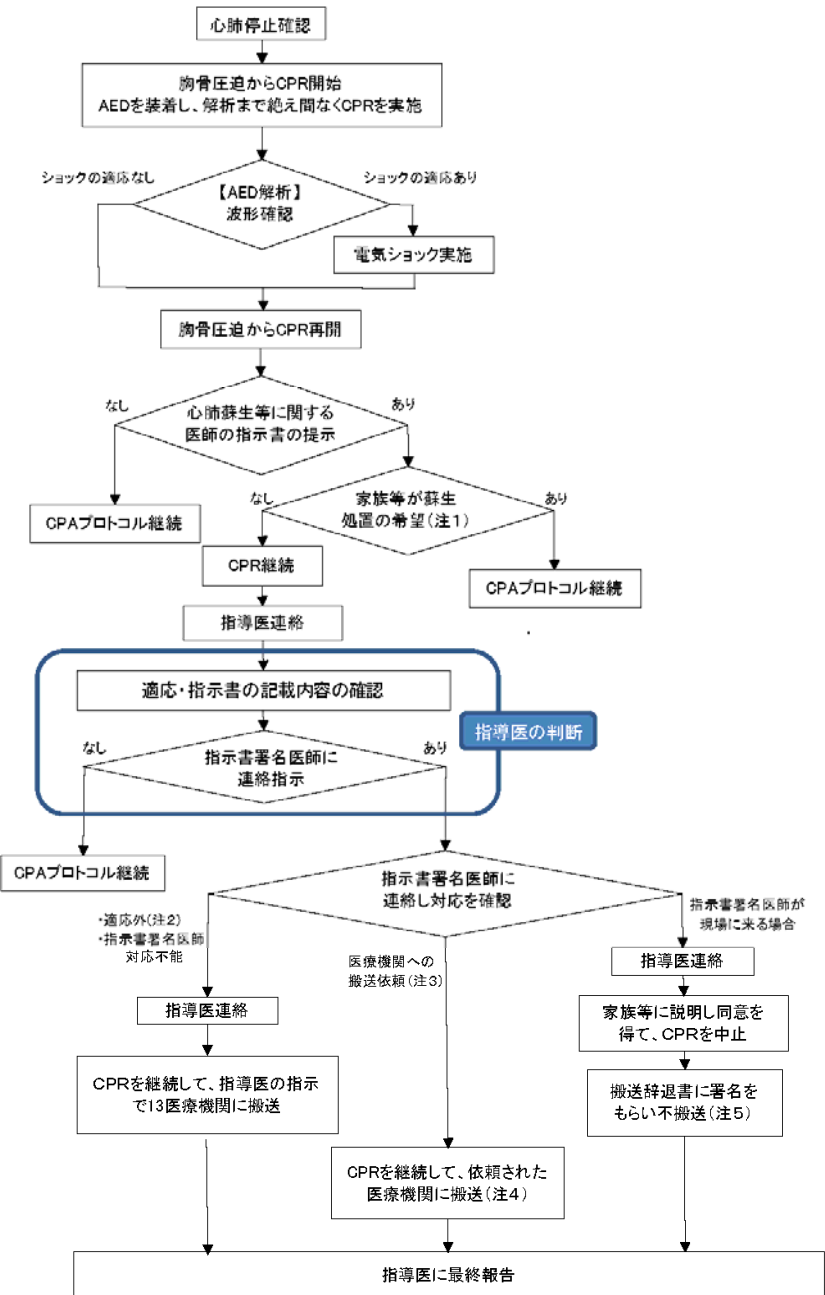 心肺停止確認
胸骨圧迫からCPR開始
AEDを装着し、解析まで絶え間なくCPRを実施
ショックの適応なし
ショックの適応あり
【AED解析】
波形確認
電気ショック実施
胸骨圧迫からCPR再開
なし
あり
心肺蘇生等に関する
医師の指示書の提示
なし
あり
家族等が蘇生
処置の希望(注1)
CPAプロトコル継続
CPR継続
CPAプロトコル継続
指導医連絡
適応・指示書の記載内容の確認
指導医の判断
なし
あり
指示書署名医師に
連絡指示
CPAプロトコル継続
指示書署名医師に
連絡し対応を確認
・適応外(注2)
・指示書署名医師
対応不能
医療機関への
搬送依頼(注3)
指示書署名医師が
現場に来る場合
指導医連絡
指導医連絡
家族等に説明し同意を
得て、CPRを中止
CPRを継続して、指導医の指示
で13医療機関に搬送
搬送辞退書に署名を
もらい不搬送(注5)
CPRを継続して、依頼された
医療機関に搬送(注4)
指導医に最終報告